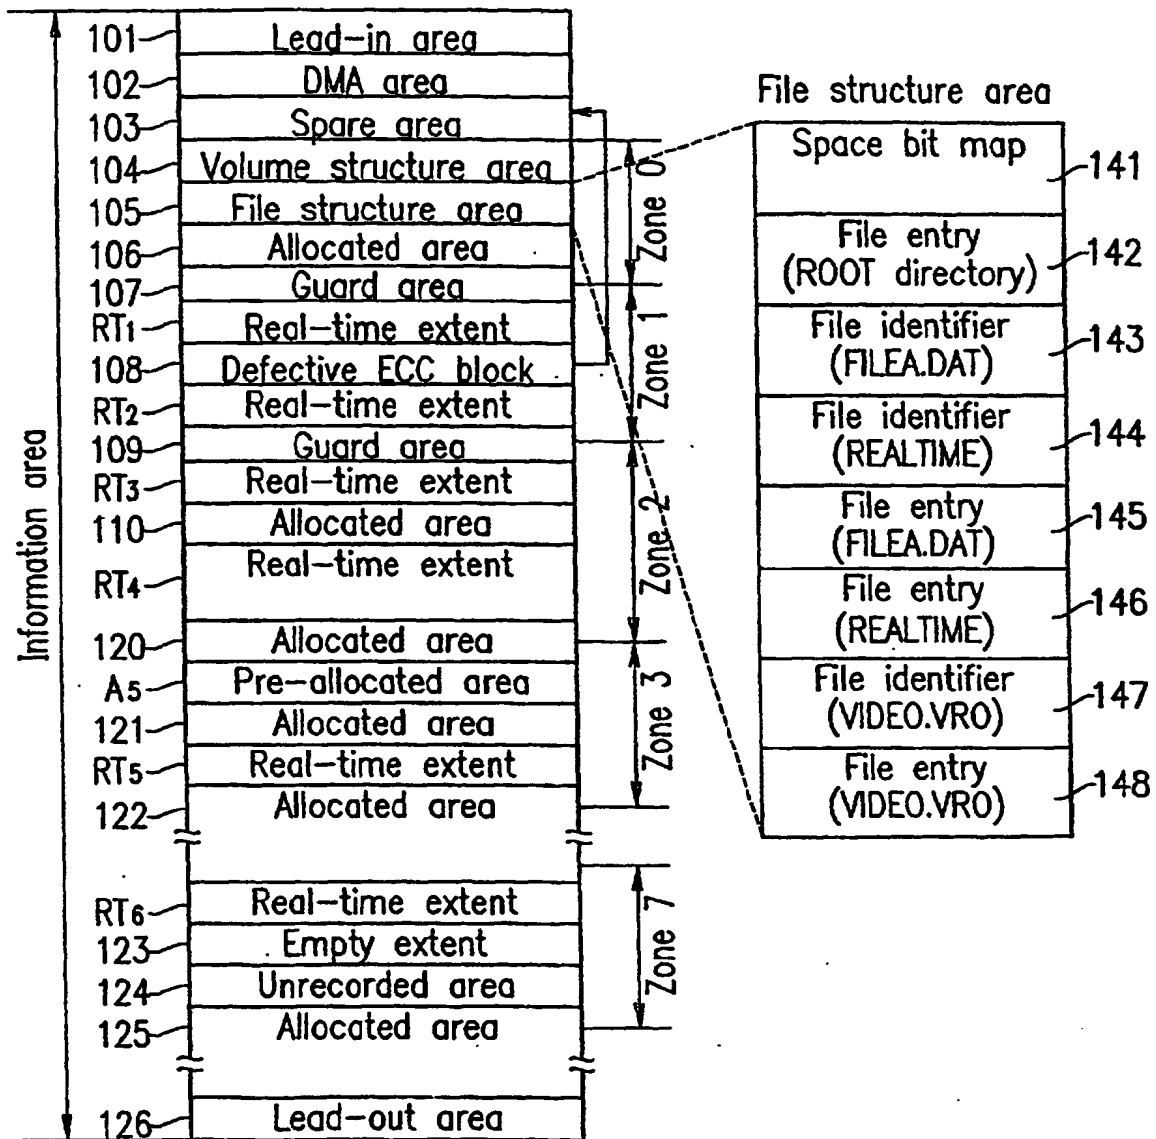 Information area
101 Lead-in area
102 DMA area
103 Spare area
104 Volume structure area
105 File structure area
106 Allocated area
107 Guard area
RT1 Real-time extent
108 Defective ECC block
RT2 Real-time extent
109 Guard area
RT3 Real-time extent
110 Allocated area
RT4 Real-time extent
120 Allocated area
A5 Pre-allocated area
121 Allocated area
RT5 Real-time extent
122 Allocated area
RT6 Real-time extent
123 Empty extent
124 Unrecorded area
125 Allocated area
126 Lead-out area
Zone 0
Zone 1
Zone 2
Zone 3
Zone 7
File structure area
Space bit map 141
File entry
(ROOT directory) 142
File identifier
(FILEA.DAT) 143
File identifier
(REALTIME) 144
File entry
(FILEA.DAT) 145
File entry
(REALTIME) 146
File identifier
(VIDEO.VRO) 147
File entry
(VIDEO.VRO) 148